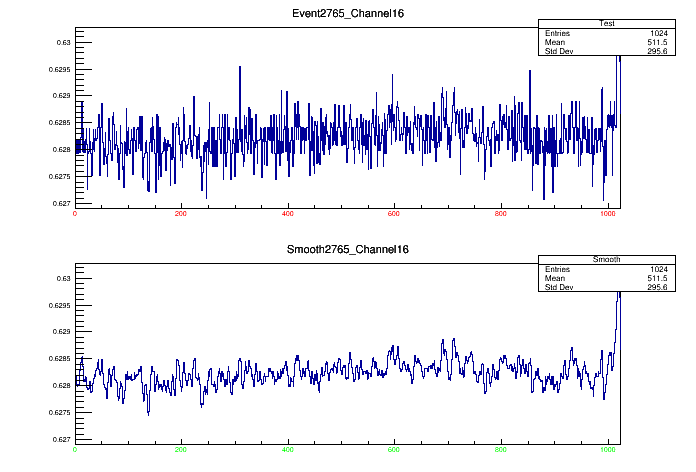 Event2765_Channel16
Test
Entries 1024
Mean 511.5
Std Dev 295.6
0.63
0.6295
0.629
0.6285
0.628
0.6275
0.627
0 200 400 600 800 1000
Smooth2765_Channel16
Smooth
Entries 1024
Mean 511.5
Std Dev 295.6
0.63
0.6295
0.629
0.6285
0.628
0.6275
0.627
0 200 400 600 800 1000